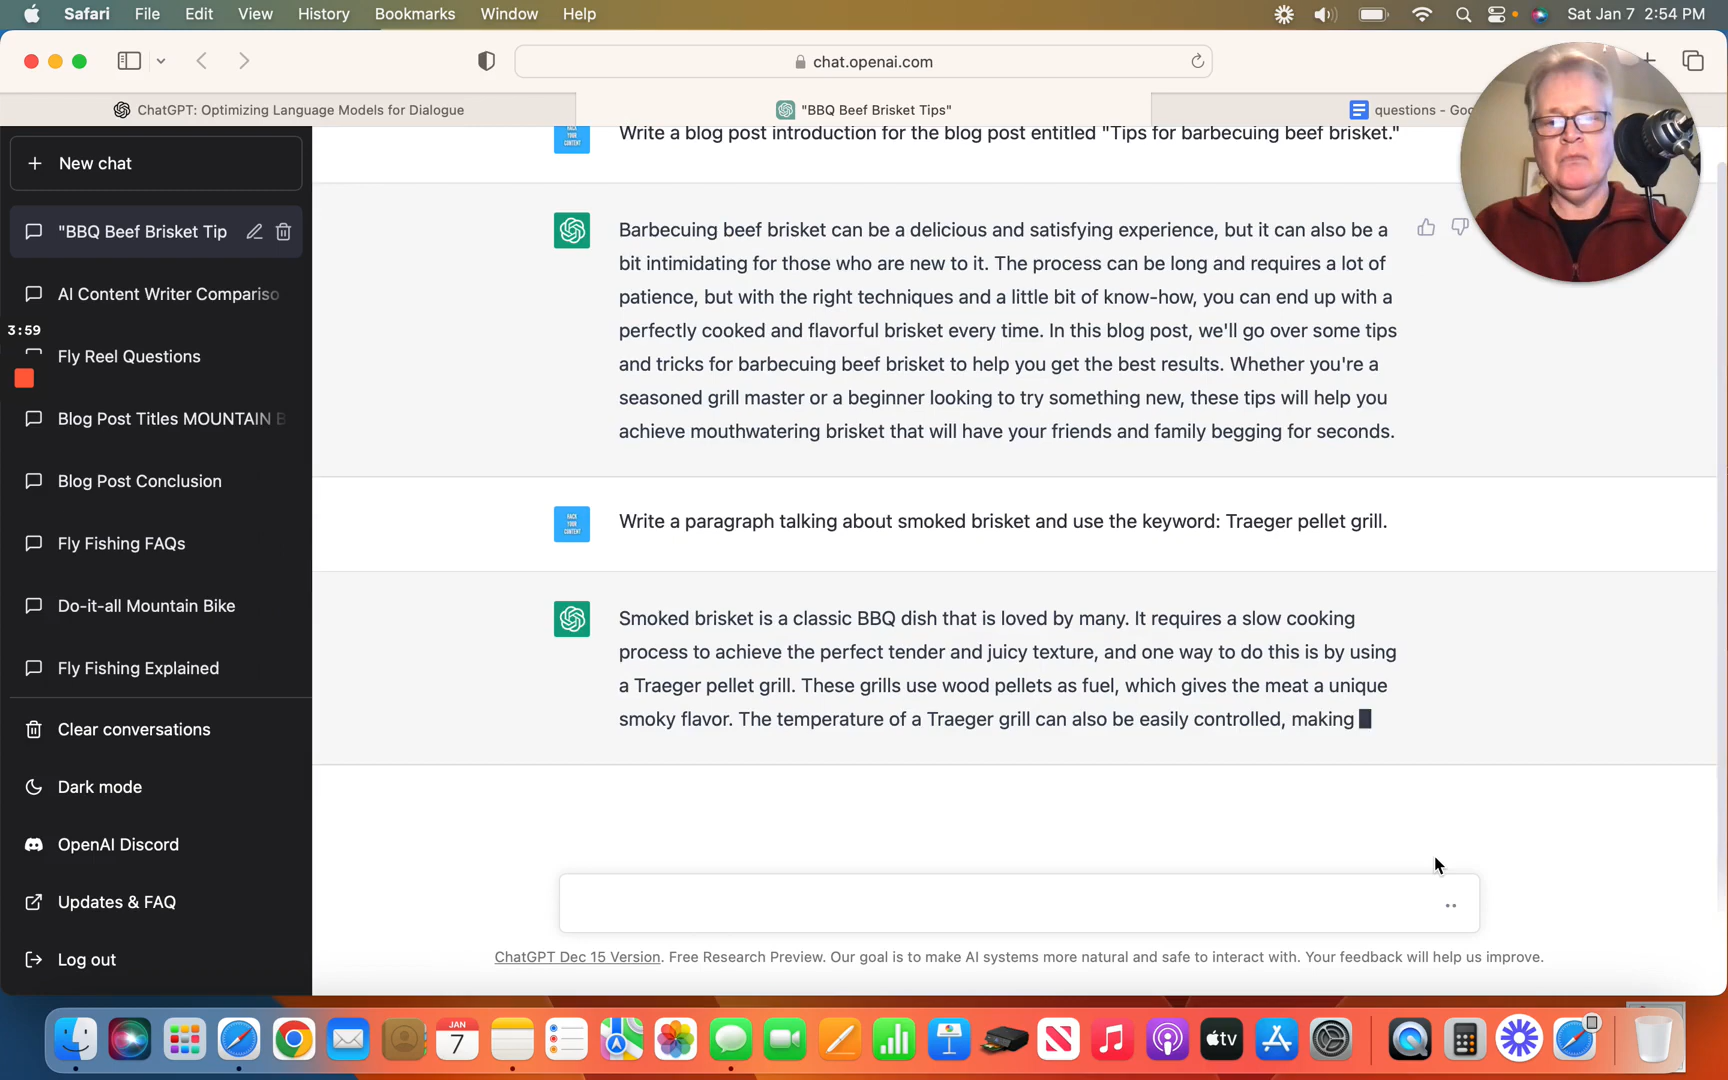 Safari File Edit View History Bookmarks Window Help Sat Jan 7 2:54 PM
chat.openai.com
ChatGPT: Optimizing Language Models for Dialogue
"BBQ Beef Brisket Tips"
questions - Goo
New chat
"BBQ Beef Brisket Tip
AI Content Writer Compariso
3:59
Fly Reel Questions
Blog Post Titles MOUNTAIN B
Blog Post Conclusion
Fly Fishing FAQs
Do-it-all Mountain Bike
Fly Fishing Explained
Clear conversations
Dark mode
OpenAI Discord
Updates & FAQ
Log out
HACK
YOUR
CONTENT
Write a blog post introduction for the blog post entitled "Tips for barbecuing beef brisket."
Barbecuing beef brisket can be a delicious and satisfying experience, but it can also be a
bit intimidating for those who are new to it. The process can be long and requires a lot of
patience, but with the right techniques and a little bit of know-how, you can end up with a
perfectly cooked and flavorful brisket every time. In this blog post, we'll go over some tips
and tricks for barbecuing beef brisket to help you get the best results. Whether you're a
seasoned grill master or a beginner looking to try something new, these tips will help you
achieve mouthwatering brisket that will have your friends and family begging for seconds.
HACK
YOUR
CONTENT
Write a paragraph talking about smoked brisket and use the keyword: Traeger pellet grill.
Smoked brisket is a classic BBQ dish that is loved by many. It requires a slow cooking
process to achieve the perfect tender and juicy texture, and one way to do this is by using
a Traeger pellet grill. These grills use wood pellets as fuel, which gives the meat a unique
smoky flavor. The temperature of a Traeger grill can also be easily controlled, making
ChatGPT Dec 15 Version. Free Research Preview. Our goal is to make AI systems more natural and safe to interact with. Your feedback will help us improve.
JAN
7
tv